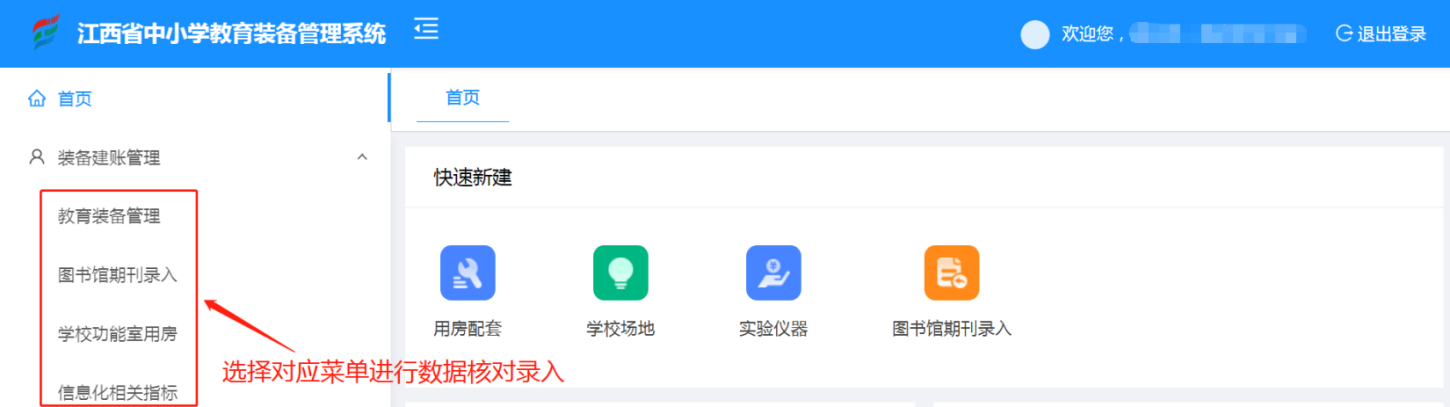 江西省中小学教育装备管理系统
欢迎您，
退出登录
首页
首页
装备建账管理
教育装备管理
图书馆期刊录入
学校功能室用房
信息化相关指标
快速新建
用房配套
学校场地
实验仪器
图书馆期刊录入
选择对应菜单进行数据核对录入